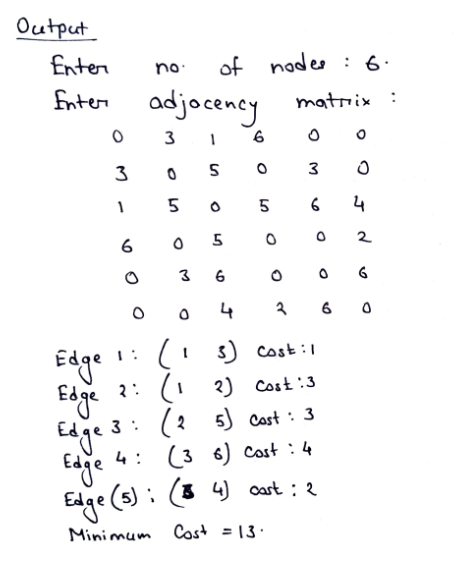 Output
Enter no. of nodes : 6.
Enter adjocency matrix :
0 3 1 6 0 0
3 0 5 0 3 0
1 5 0 5 6 4
6 0 5 0 0 2
0 3 6 0 0 6
0 0 4 2 6 0
Edge 1 : (1 3) Cost : 1
Edge 2 : (1 2) Cost : 3
Edge 3 : (2 5) Cost : 3
Edge 4 : (3 6) Cost : 4
Edge (5) : ( 4) cost : 2
Minimum Cost = 13.